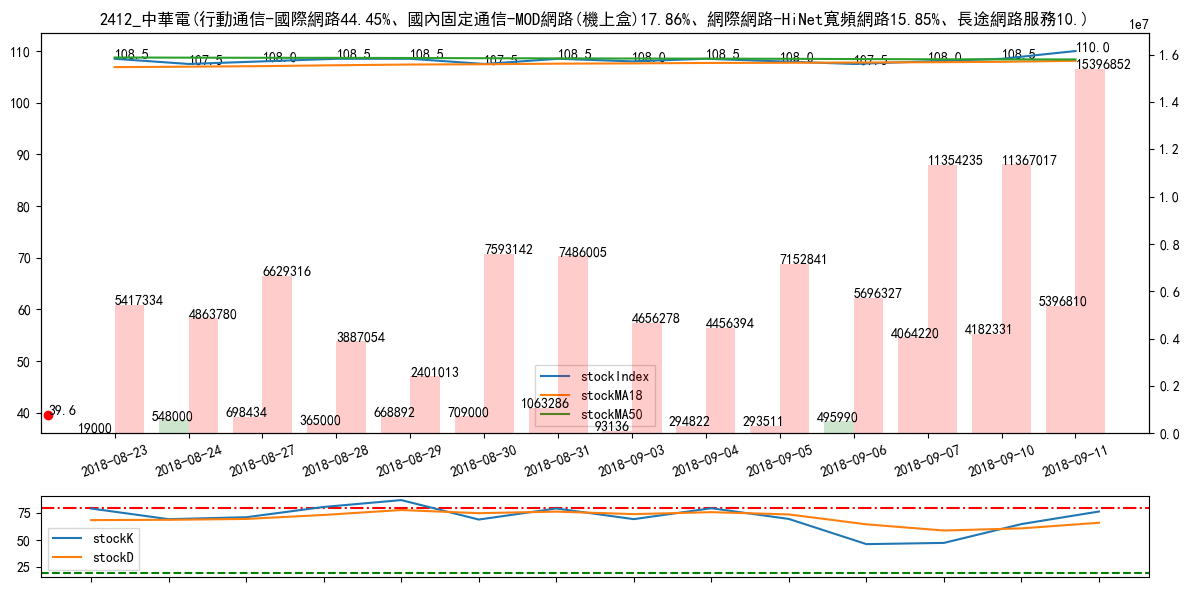 2412_中華電(行動通信-國際網路44.45%、國內固定通信-MOD網路(機上盒)17.86%、網際網路-HiNet寬頻網路15.85%、長途網路服務10.)
1e7
110
100
90
80
70
60
50
40
1.6
1.4
1.2
1.0
0.8
0.6
0.4
0.2
0.0
108.5 107.5 108.0 108.5 108.5 107.5 108.5 108.0 108.5 108.0 107.5 108.0 108.5 110.0
5417334 4863780 6629316 3887054 2401013 7593142 7486005 4656278 4456394 7152841 5696327 11354235 11367017 15396852
39.6
19000 548000 698434 365000 668892 709000 1063286 93136 294822 293511 495990 4064220 4182331 5396810
stockIndex
stockMA18
stockMA50
2018-08-23 2018-08-24 2018-08-27 2018-08-28 2018-08-29 2018-08-30 2018-08-31 2018-09-03 2018-09-04 2018-09-05 2018-09-06 2018-09-07 2018-09-10 2018-09-11
75
50
25
stockK
stockD